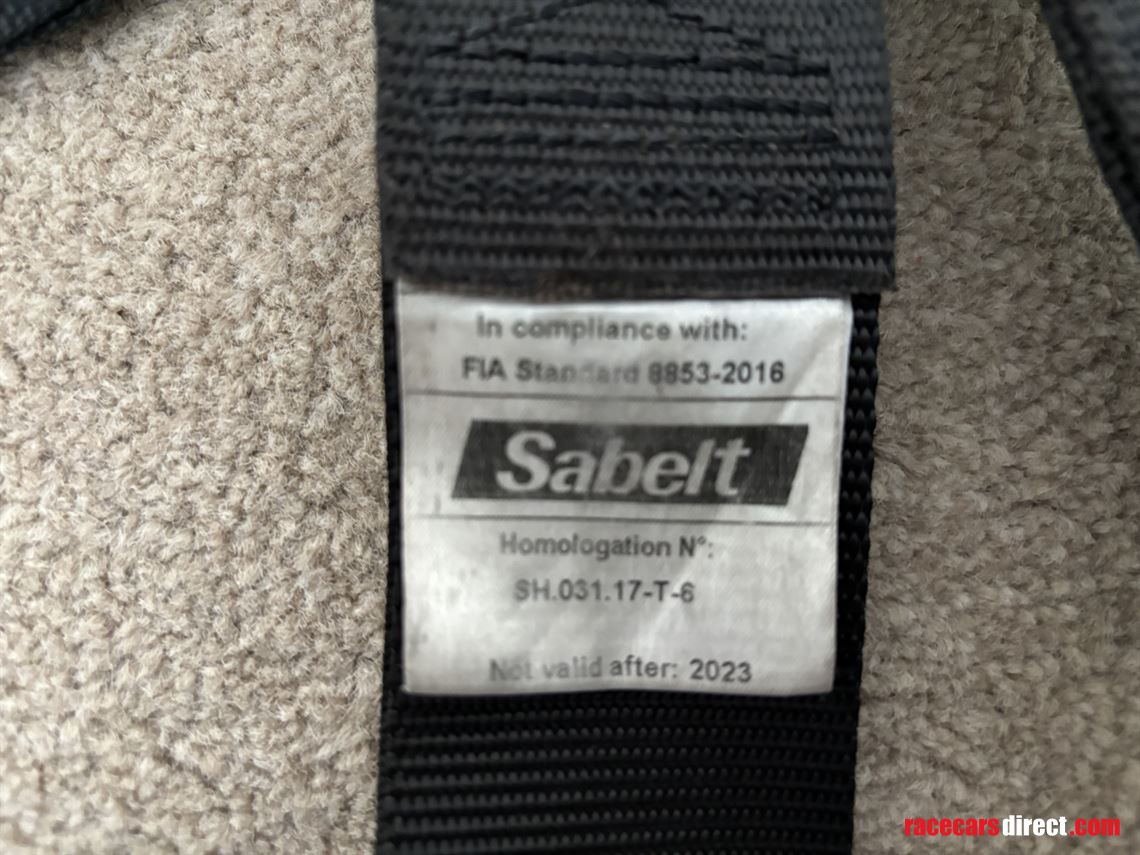 In compliance with:
FIA Standard 8853-2016
Sabelt
Homologation N°:
SH.031.17-T-6
Not valid after: 2023
racecarsdirect.com